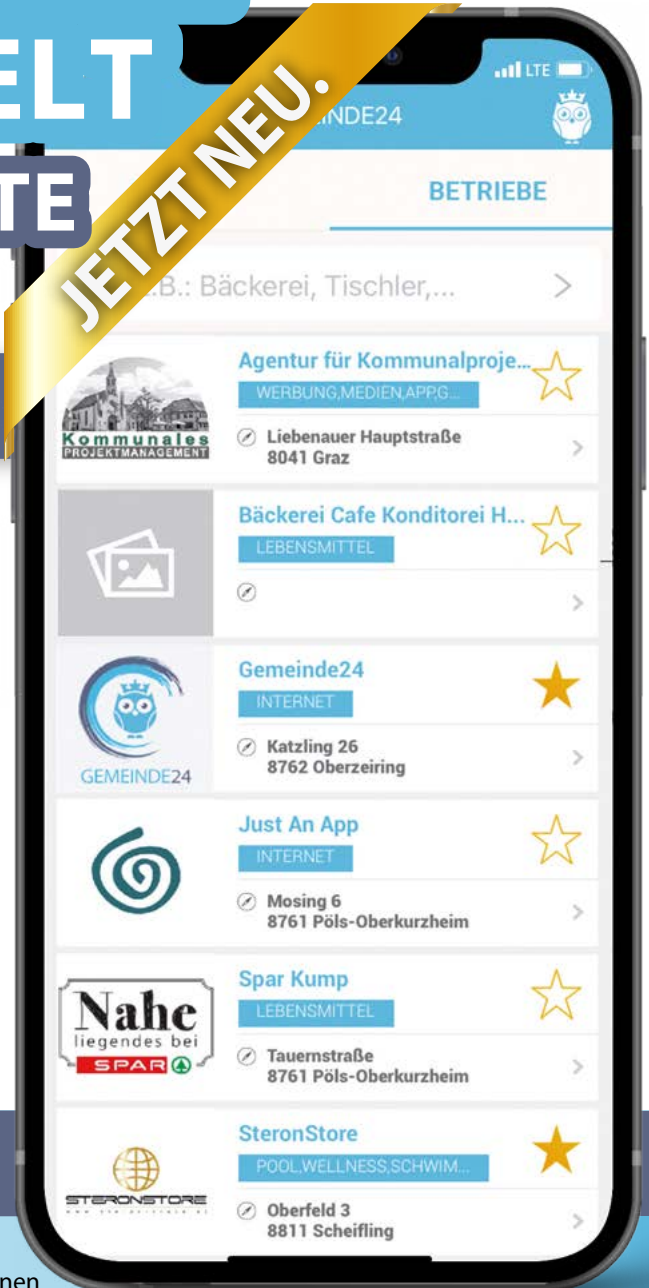 ELT
TE
JETZT NEU.
LTE
INDE24
BETRIEBE
.B.: Bäckerei, Tischler,...
Kommunales
PROJEKTMANAGEMENT
Agentur für Kommunalproje...
WERBUNG,MEDIEN,APP,G...
Liebenauer Hauptstraße
8041 Graz
Bäckerei Cafe Konditorei H...
LEBENSMITTEL
GEMEINDE24
Gemeinde24
INTERNET
Katzling 26
8762 Oberzeiring
Just An App
INTERNET
Mosing 6
8761 Pöls-Oberkurzheim
Nahe
liegendes bei
SPAR
Spar Kump
LEBENSMITTEL
Tauernstraße
8761 Pöls-Oberkurzheim
STERONSTORE
SteronStore
POOL,WELLNESS,SCHWIM...
Oberfeld 3
8811 Scheifling
nen